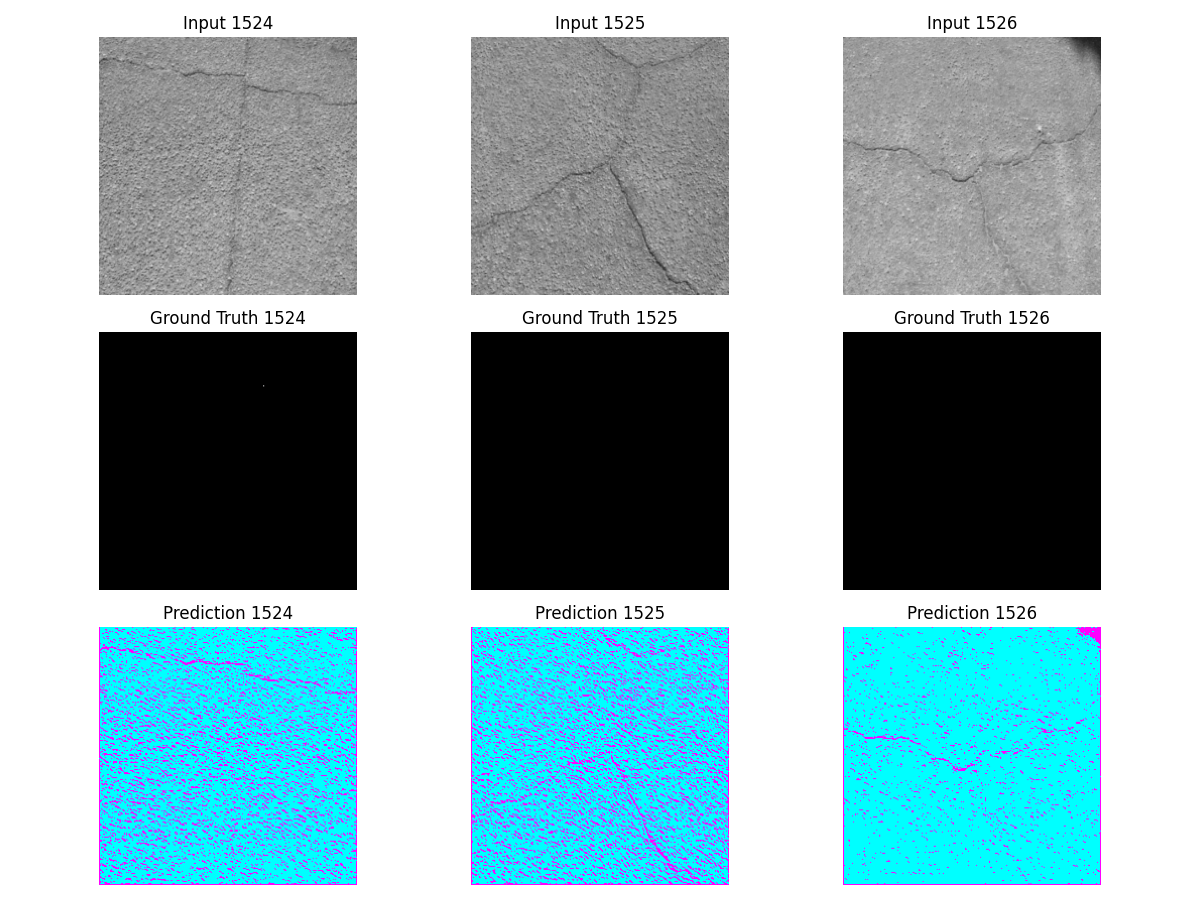 Input 1524
Input 1525
Input 1526
Ground Truth 1524
Ground Truth 1525
Ground Truth 1526
Prediction 1524
Prediction 1525
Prediction 1526